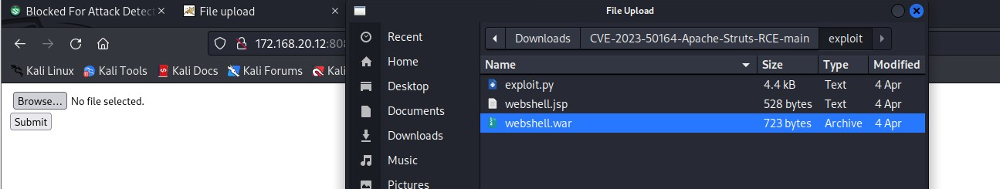 Blocked For Attack Detect
File upload
File Upload
172.168.20.12:80
Kali Linux
Kali Tools
Kali Docs
Kali Forums
Kali
Browse...
No file selected.
Submit
Recent
Home
Desktop
Documents
Downloads
Music
Pictures
Downloads
CVE-2023-50164-Apache-Struts-RCE-main
exploit
Name Size Type Modified
exploit.py 4.4 kB Text 4 Apr
webshell.jsp 528 bytes Text 4 Apr
webshell.war 723 bytes Archive 4 Apr